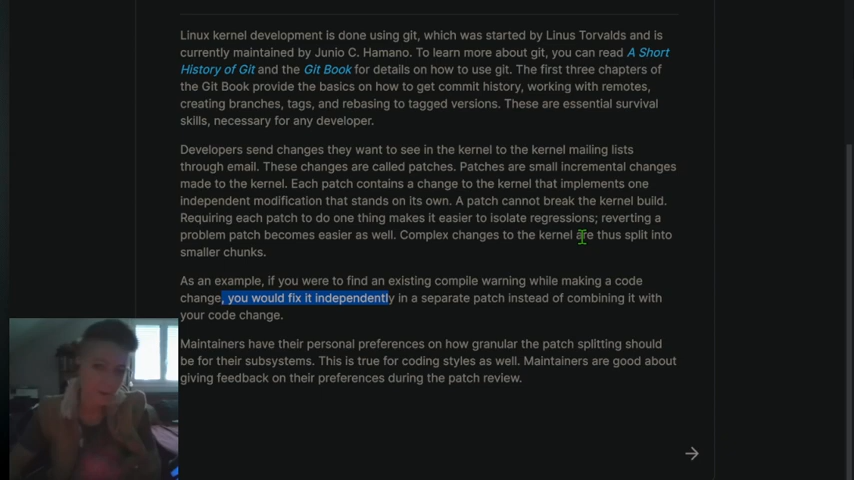 Linux kernel development is done using git, which was started by Linus Torvalds and is
currently maintained by Junio C. Hamano. To learn more about git, you can read A Short
History of Git and the Git Book for details on how to use git. The first three chapters of
the Git Book provide the basics on how to get commit history, working with remotes,
creating branches, tags, and rebasing to tagged versions. These are essential survival
skills, necessary for any developer.
Developers send changes they want to see in the kernel to the kernel mailing lists
through email. These changes are called patches. Patches are small incremental changes
made to the kernel. Each patch contains a change to the kernel that implements one
independent modification that stands on its own. A patch cannot break the kernel build.
Requiring each patch to do one thing makes it easier to isolate regressions; reverting a
problem patch becomes easier as well. Complex changes to the kernel are thus split into
smaller chunks.
As an example, if you were to find an existing compile warning while making a code
change, you would fix it independently in a separate patch instead of combining it with
your code change.
Maintainers have their personal preferences on how granular the patch splitting should
be for their subsystems. This is true for coding styles as well. Maintainers are good about
giving feedback on their preferences during the patch review.